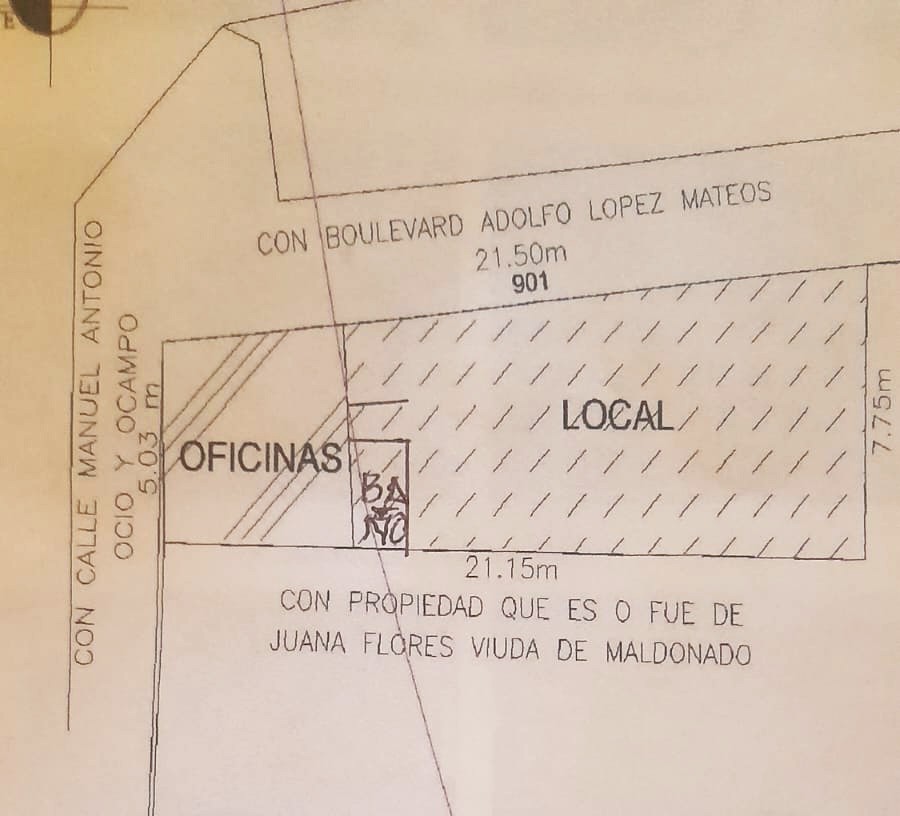 E
CON BOULEVARD ADOLFO LOPEZ MATEOS
21.50m
901
CON CALLE MANUEL ANTONIO
OCIO Y OCAMPO
5.03 m
OFICINAS
LOCAL
BA
ÑO
7.75m
21.15m
CON PROPIEDAD QUE ES O FUE DE
JUANA FLORES VIUDA DE MALDONADO